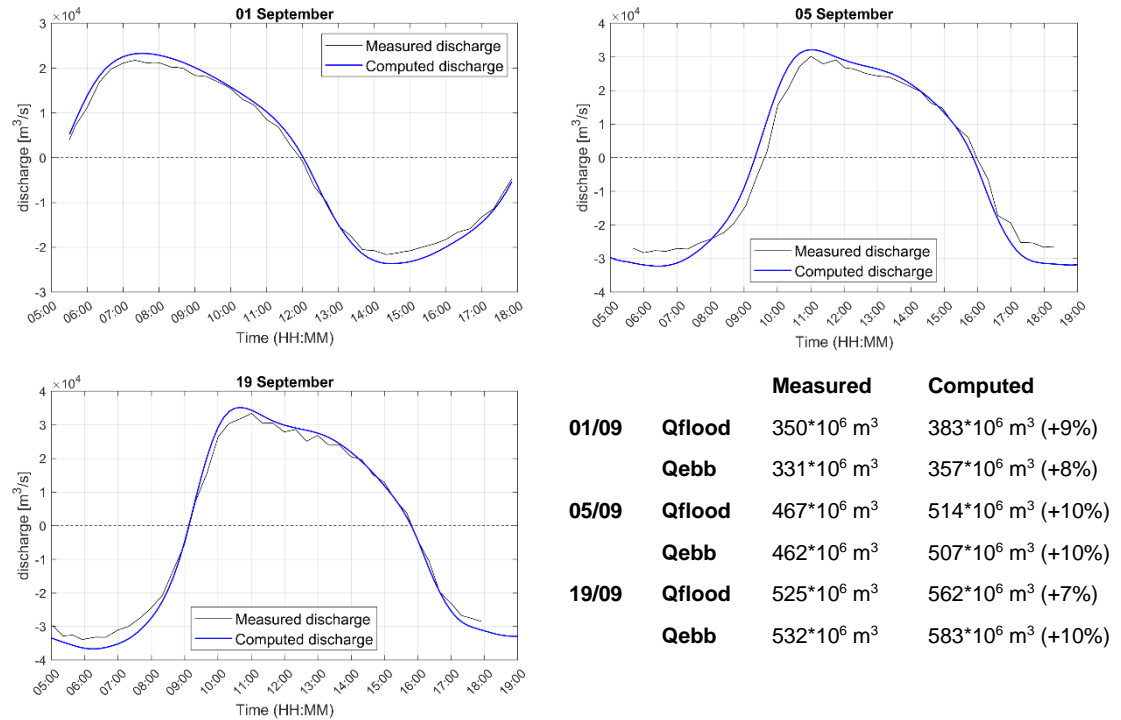 01 September
×10⁴
3
2
1
0
-1
-2
-3
discharge [m³/s]
Measured discharge
Computed discharge
05:00 06:00 07:00 08:00 09:00 10:00 11:00 12:00 13:00 14:00 15:00 16:00 17:00 18:00
Time (HH:MM)
05 September
×10⁴
4
3
2
1
0
-1
-2
-3
-4
discharge [m³/s]
Measured discharge
Computed discharge
05:00 06:00 07:00 08:00 09:00 10:00 11:00 12:00 13:00 14:00 15:00 16:00 17:00 18:00 19:00
Time (HH:MM)
19 September
×10⁴
4
3
2
1
0
-1
-2
-3
-4
discharge [m³/s]
Measured discharge
Computed discharge
05:00 06:00 07:00 08:00 09:00 10:00 11:00 12:00 13:00 14:00 15:00 16:00 17:00 18:00 19:00
Time (HH:MM)
Measured Computed
01/09 Qflood 350*10⁶ m³ 383*10⁶ m³ (+9%)
Qebb 331*10⁶ m³ 357*10⁶ m³ (+8%)
05/09 Qflood 467*10⁶ m³ 514*10⁶ m³ (+10%)
Qebb 462*10⁶ m³ 507*10⁶ m³ (+10%)
19/09 Qflood 525*10⁶ m³ 562*10⁶ m³ (+7%)
Qebb 532*10⁶ m³ 583*10⁶ m³ (+10%)